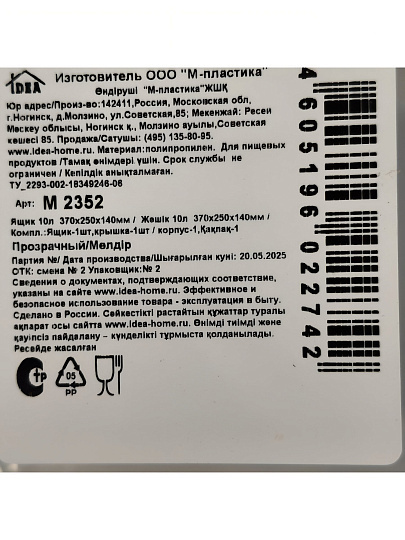 IDEA
Изготовитель ООО "М-пластика"
Өндіруші "М-пластика"ЖШҚ
Юр адрес/Произ-во:142411,Россия, Московская обл,
г.Ногинск, д.Молзино, ул.Советская,85; Мекенжай: Ресей
Мәскеу облысы, Ногинск қ., Молзино ауылы,Советская
көшесі 85. Продажа/Сатушы: (495) 135-80-95.
www.idea-home.ru. Материал:полипропилен. Для пищевых
продуктов /Тамақ өнімдері үшін. Срок службы не
ограничен / Кепілдік анықталмаған.
ТУ_2293-002-18349246-06
Арт: М 2352
Ящик 10л 370x250x140мм / Жәшік 10л 370x250x140мм /
Компл.:Ящик-1шт,крышка-1шт / корпус-1,Қақпақ-1
Прозрачный/Мөлдір
Партия №/ Дата производства/Шығарылған күні: 20.05.2025
ОТК: смена № 2 Упаковщик:№ 2
Сведения о документах, подтверждающих соответствие,
указаны на сайте www.idea-home.ru. Эффективное и
безопасное использование товара - эксплуатация в быту.
Сделано в России. Сәйкестікті растайтын құжаттар туралы
ақпарат осы сайтта www.idea-home.ru. Өнімді тиімді және
қауіпсіз пайдалану – күнделікті тұрмыста қолданылады.
Ресейде жасалған
тр
05
PP
4 605196 022742